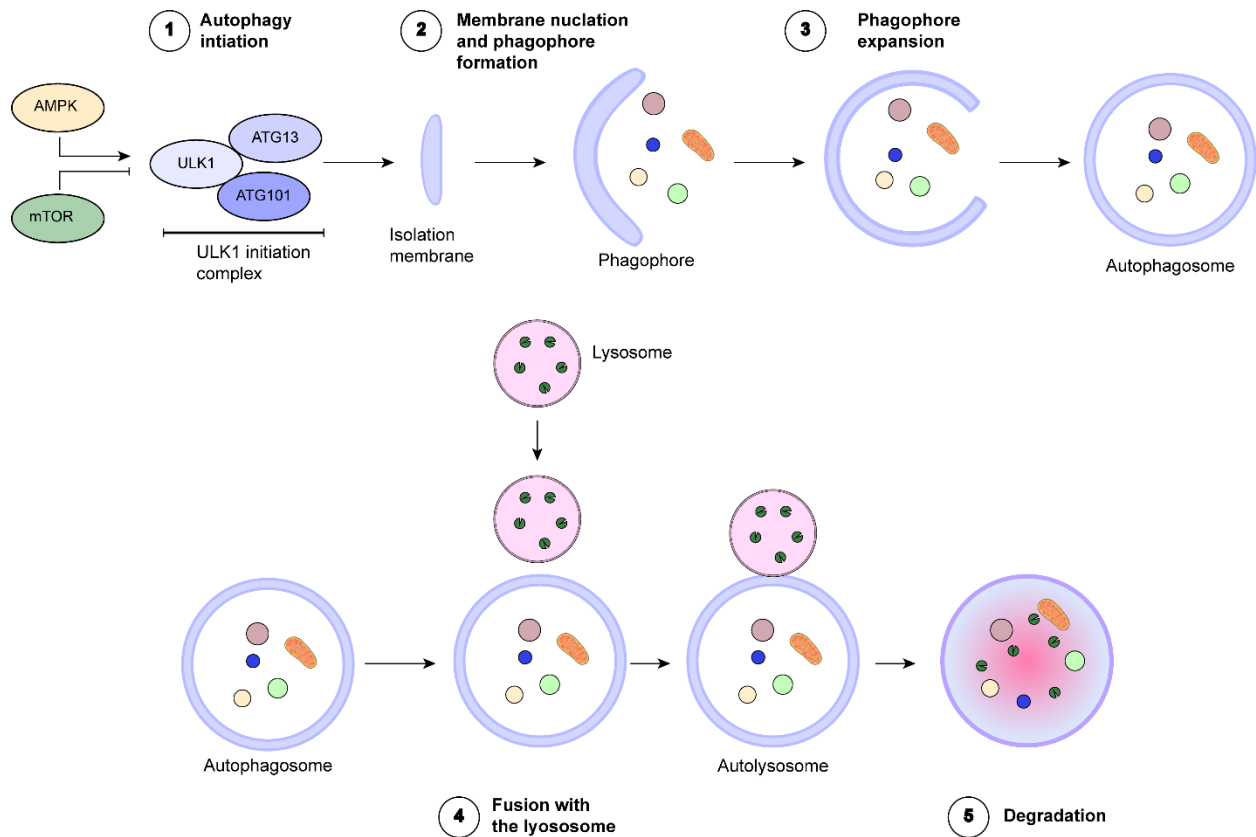 1
Autophagy
intiation
2
Membrane nuclation
and phagophore
formation
3
Phagophore
expansion
AMPK
mTOR
ULK1
ATG13
ATG101
ULK1 initiation
complex
Isolation
membrane
Phagophore
Autophagosome
Lysosome
Autophagosome
Autolysosome
4
Fusion with
the lyososome
5
Degradation